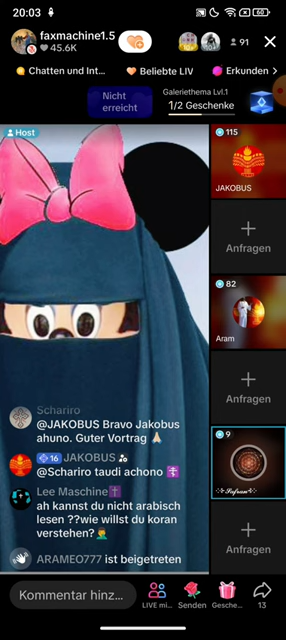 20:03
60
faxmachine1.5
45.6K
91
Chatten und Int...
Beliebte LIV
Erkunden >
Nicht
erreicht
Galeriethema Lvl.1
1/2 Geschenke
Host
115
JAKOBUS
Anfragen
82
Aram
Anfragen
9
Safran
Anfragen
Schariro
@JAKOBUS Bravo Jakobus
ahuno. Guter Vortrag 🙏🏻
16 JAKOBUS
@Schariro taudi achono ☦️
Lee Maschine✝️
ah kannst du nicht arabisch
lesen ??wie willst du koran
verstehen?🤦‍♂️
ARAMEO777 ist beigetreten
Kommentar hinz...
LIVE mi...
Senden
Gesche...
13